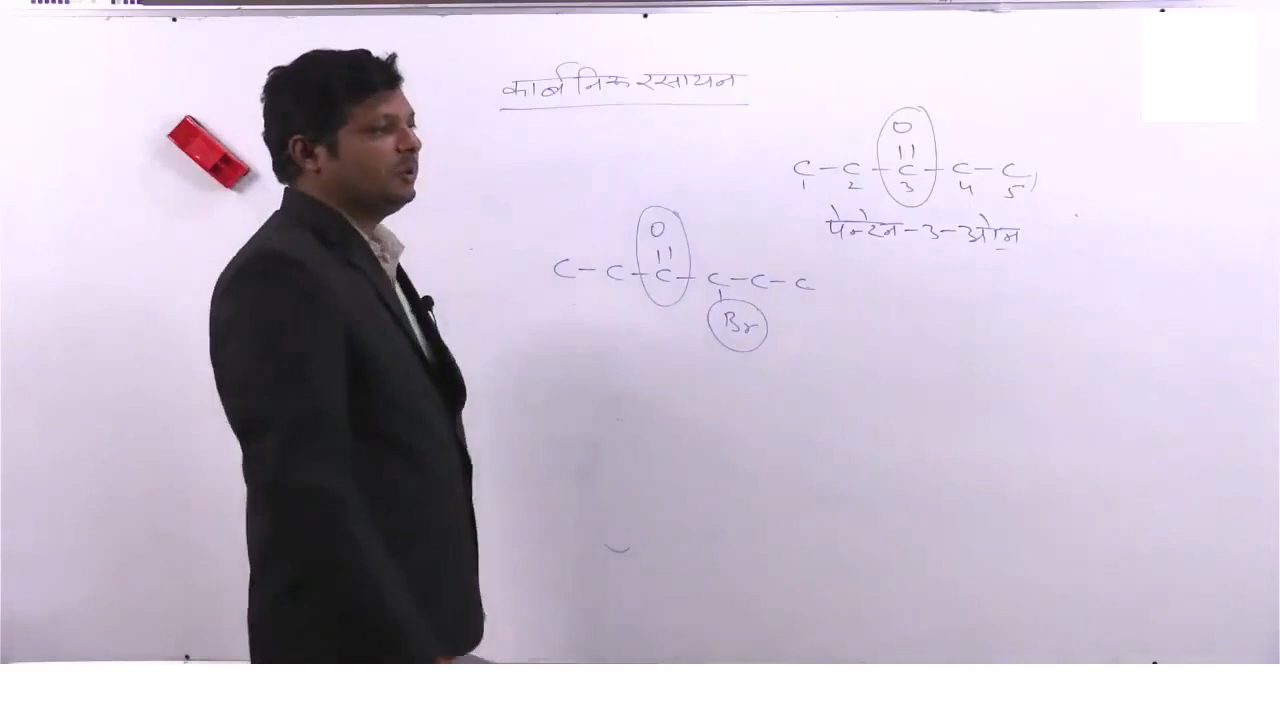 कार्बनिक रसायन
O
||
C-C-C-C-C
1 2 3 4 5
पेन्टेन-3-ओन
O
||
C-C-C-C-C-C
|
Br